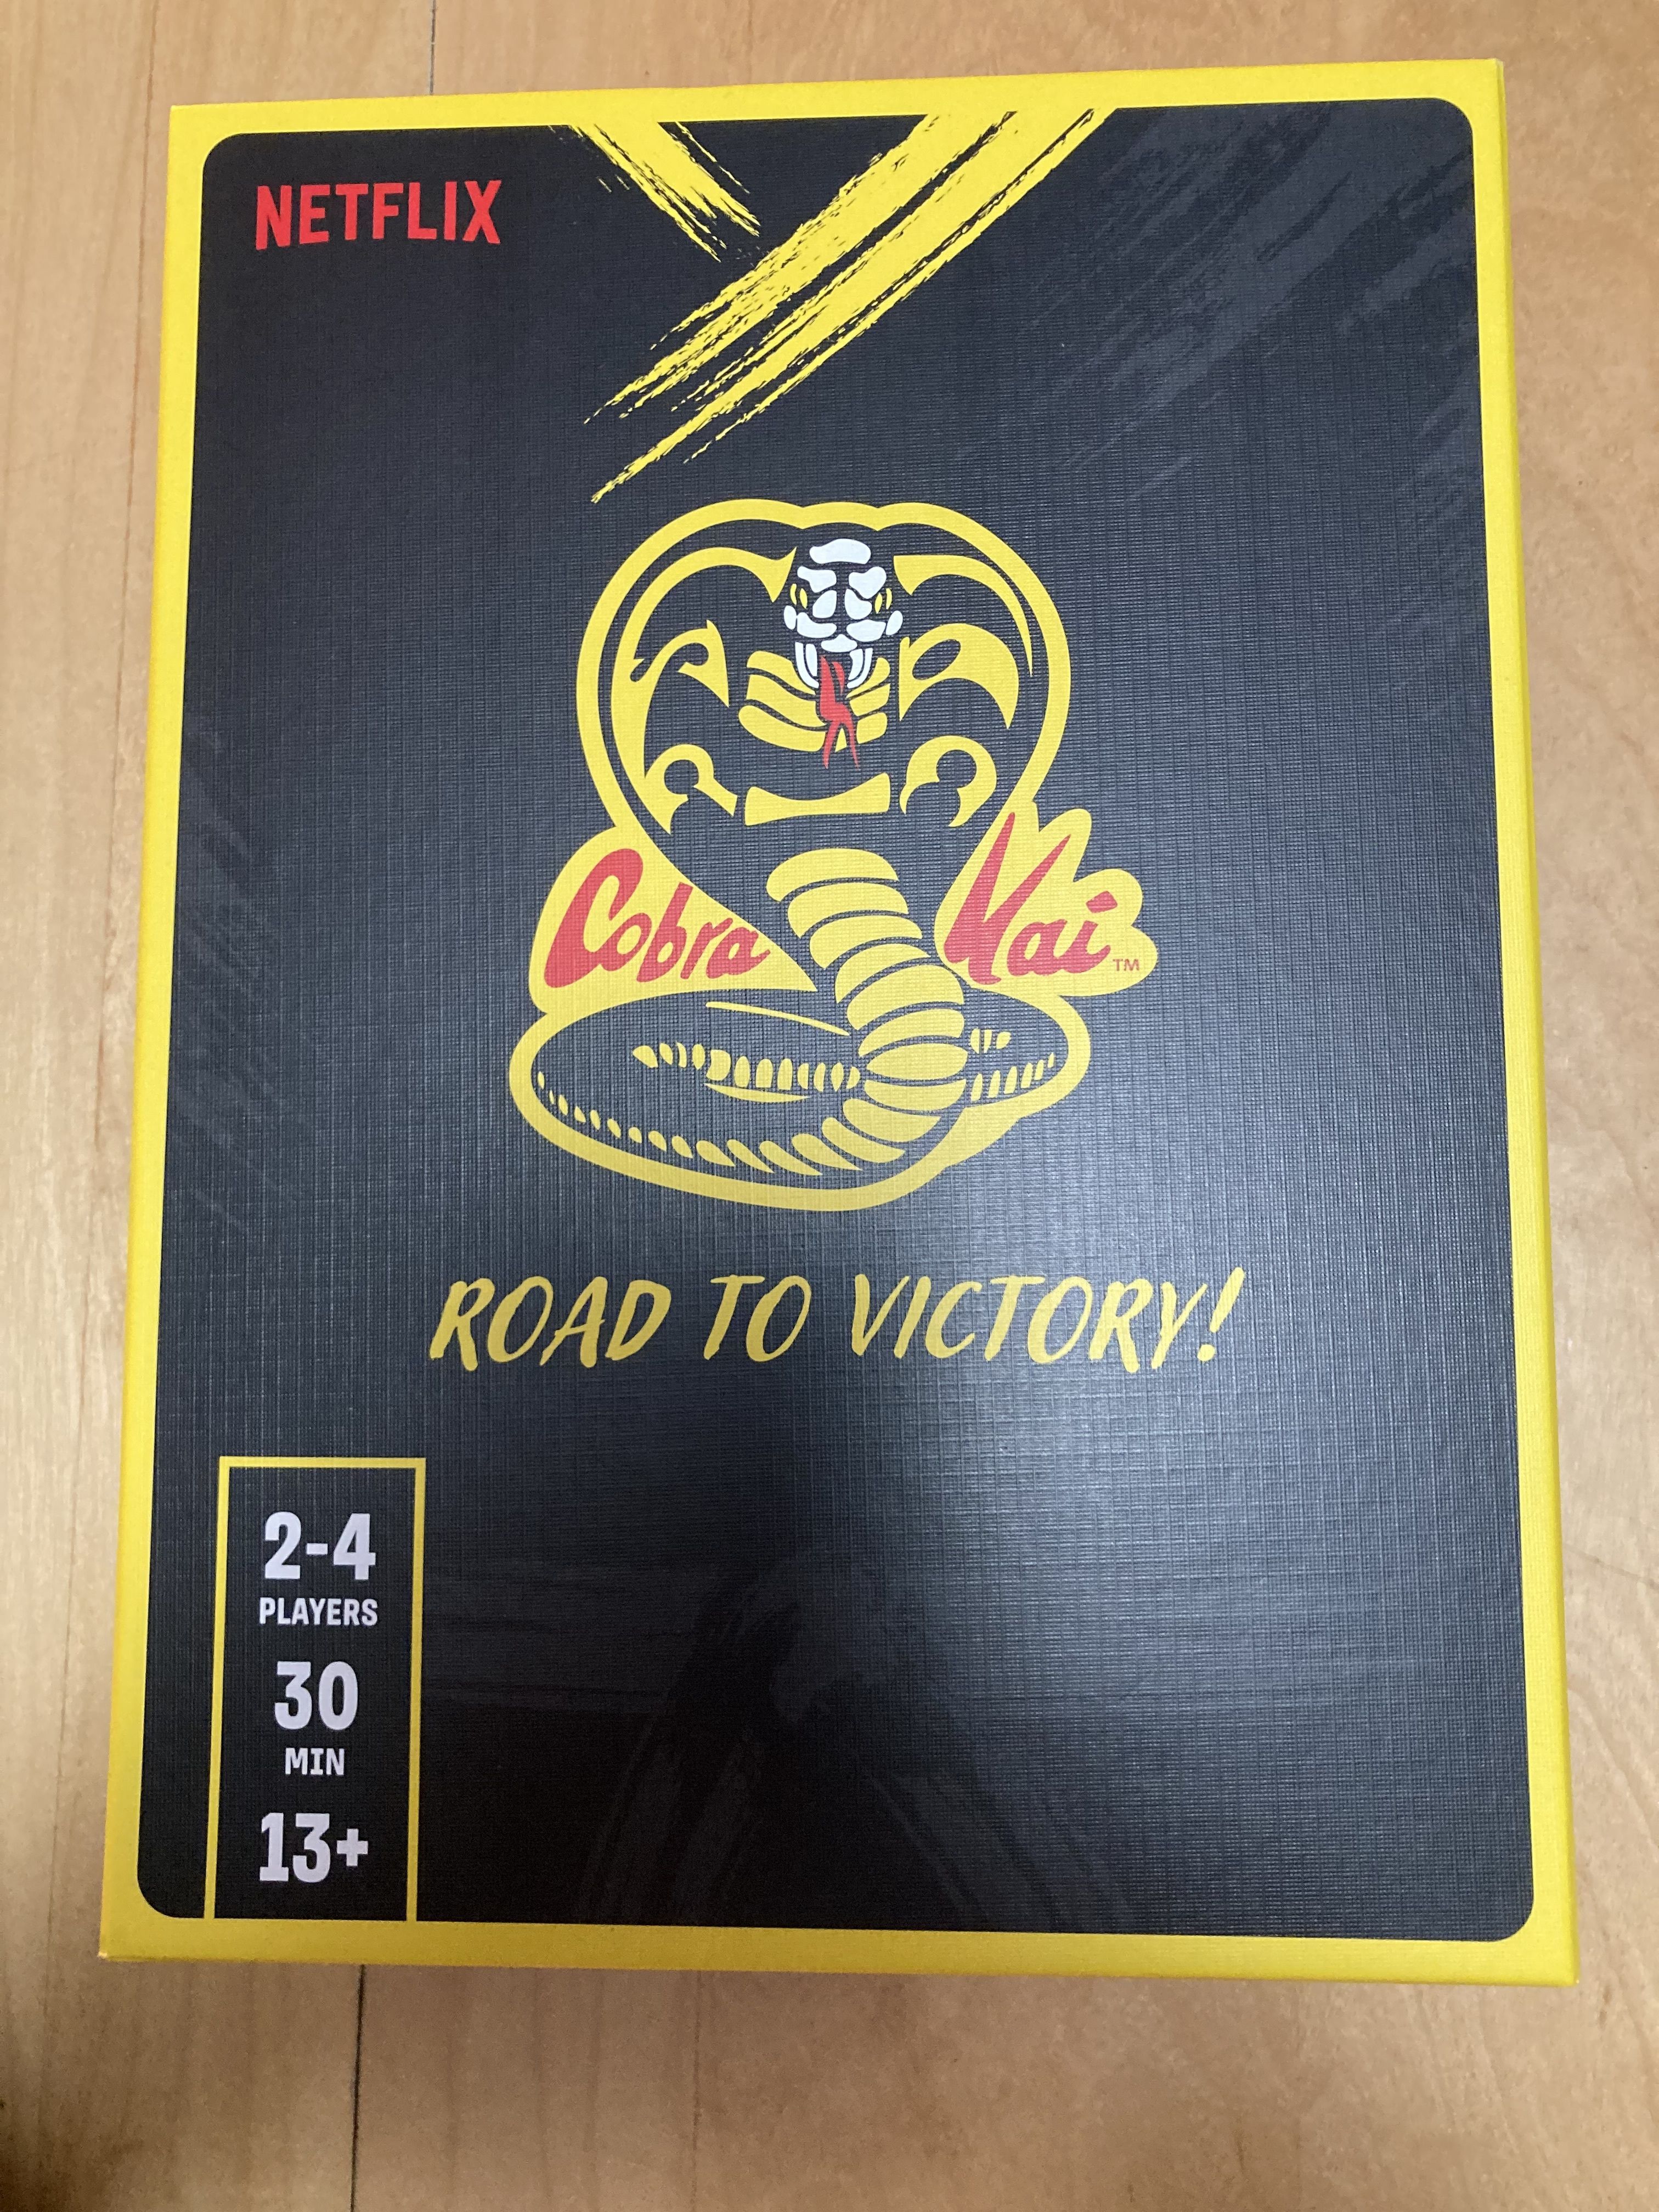 NETFLIX
Cobra Kai™
ROAD TO VICTORY!
2-4
PLAYERS
30
MIN
13+